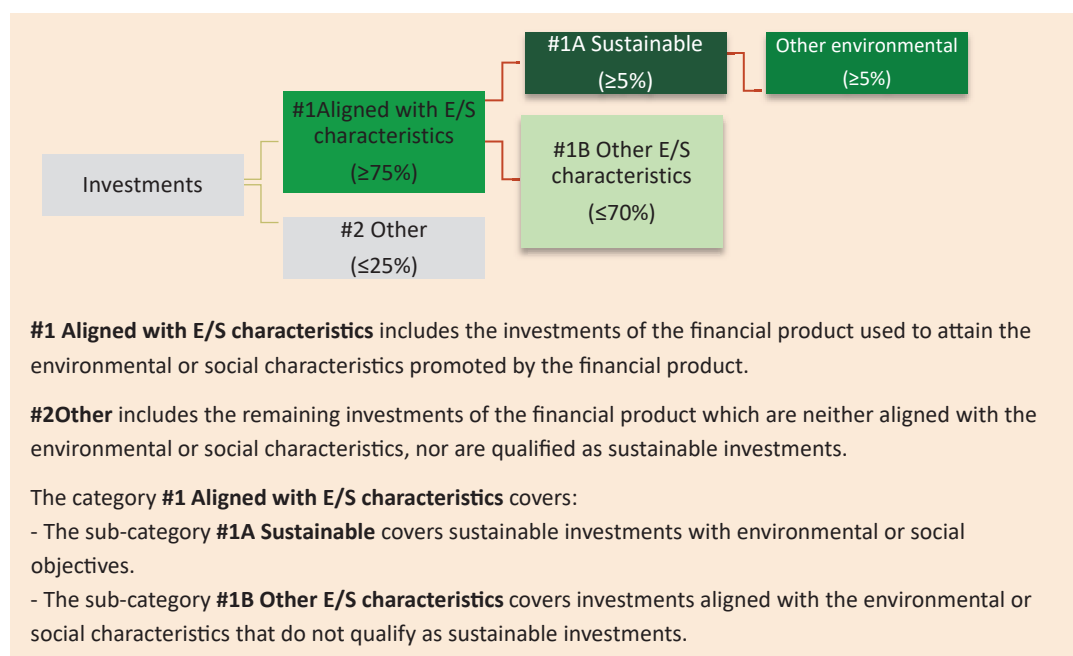 #1A Sustainable
(≥5%)
Other environmental
(≥5%)
#1Aligned with E/S
characteristics
(≥75%)
#1B Other E/S
characteristics
(≤70%)
Investments
#2 Other
(≤25%)
#1 Aligned with E/S characteristics includes the investments of the financial product used to attain the
environmental or social characteristics promoted by the financial product.
#2Other includes the remaining investments of the financial product which are neither aligned with the
environmental or social characteristics, nor are qualified as sustainable investments.
The category #1 Aligned with E/S characteristics covers:
- The sub-category #1A Sustainable covers sustainable investments with environmental or social
objectives.
- The sub-category #1B Other E/S characteristics covers investments aligned with the environmental or
social characteristics that do not qualify as sustainable investments.